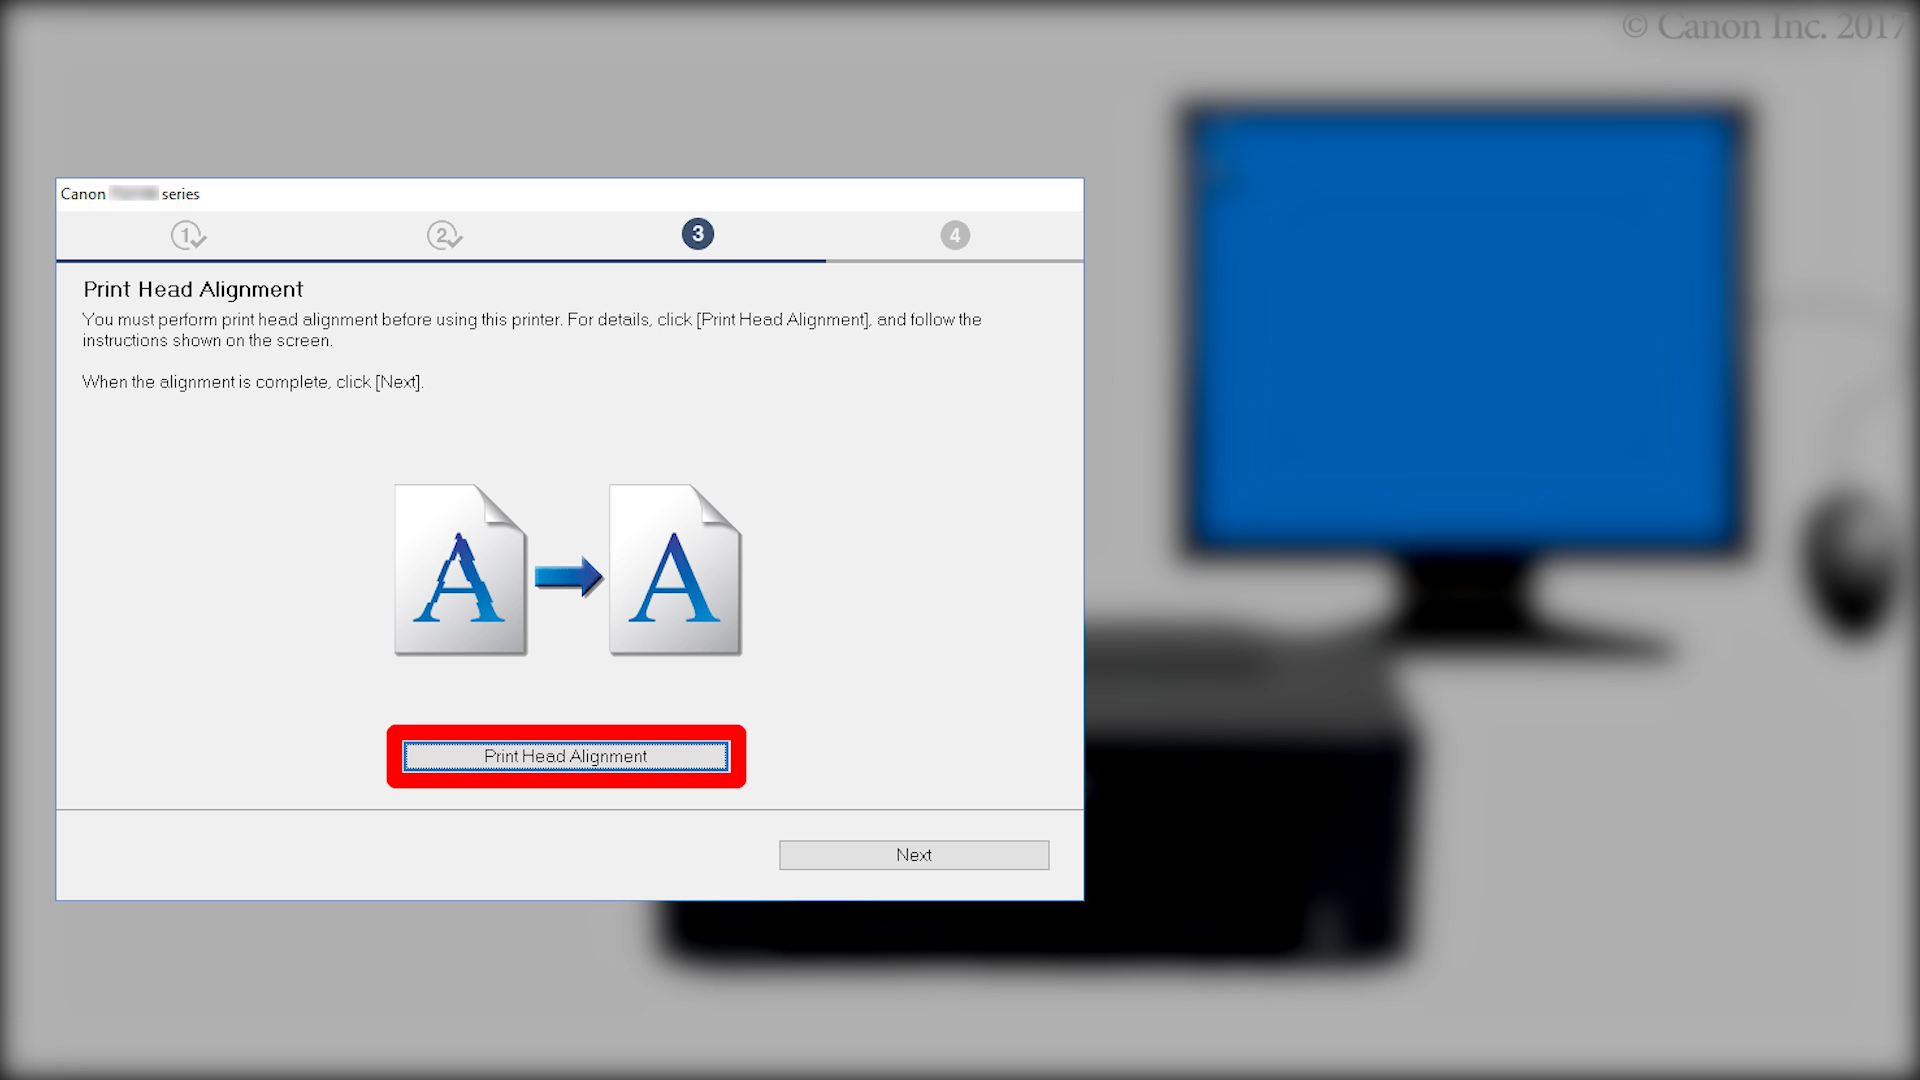 © Canon Inc. 2017
Canon series
1
2
3
4
Print Head Alignment
You must perform print head alignment before using this printer. For details, click [Print Head Alignment], and follow the
instructions shown on the screen.
When the alignment is complete, click [Next].
A
A
Print Head Alignment
Next